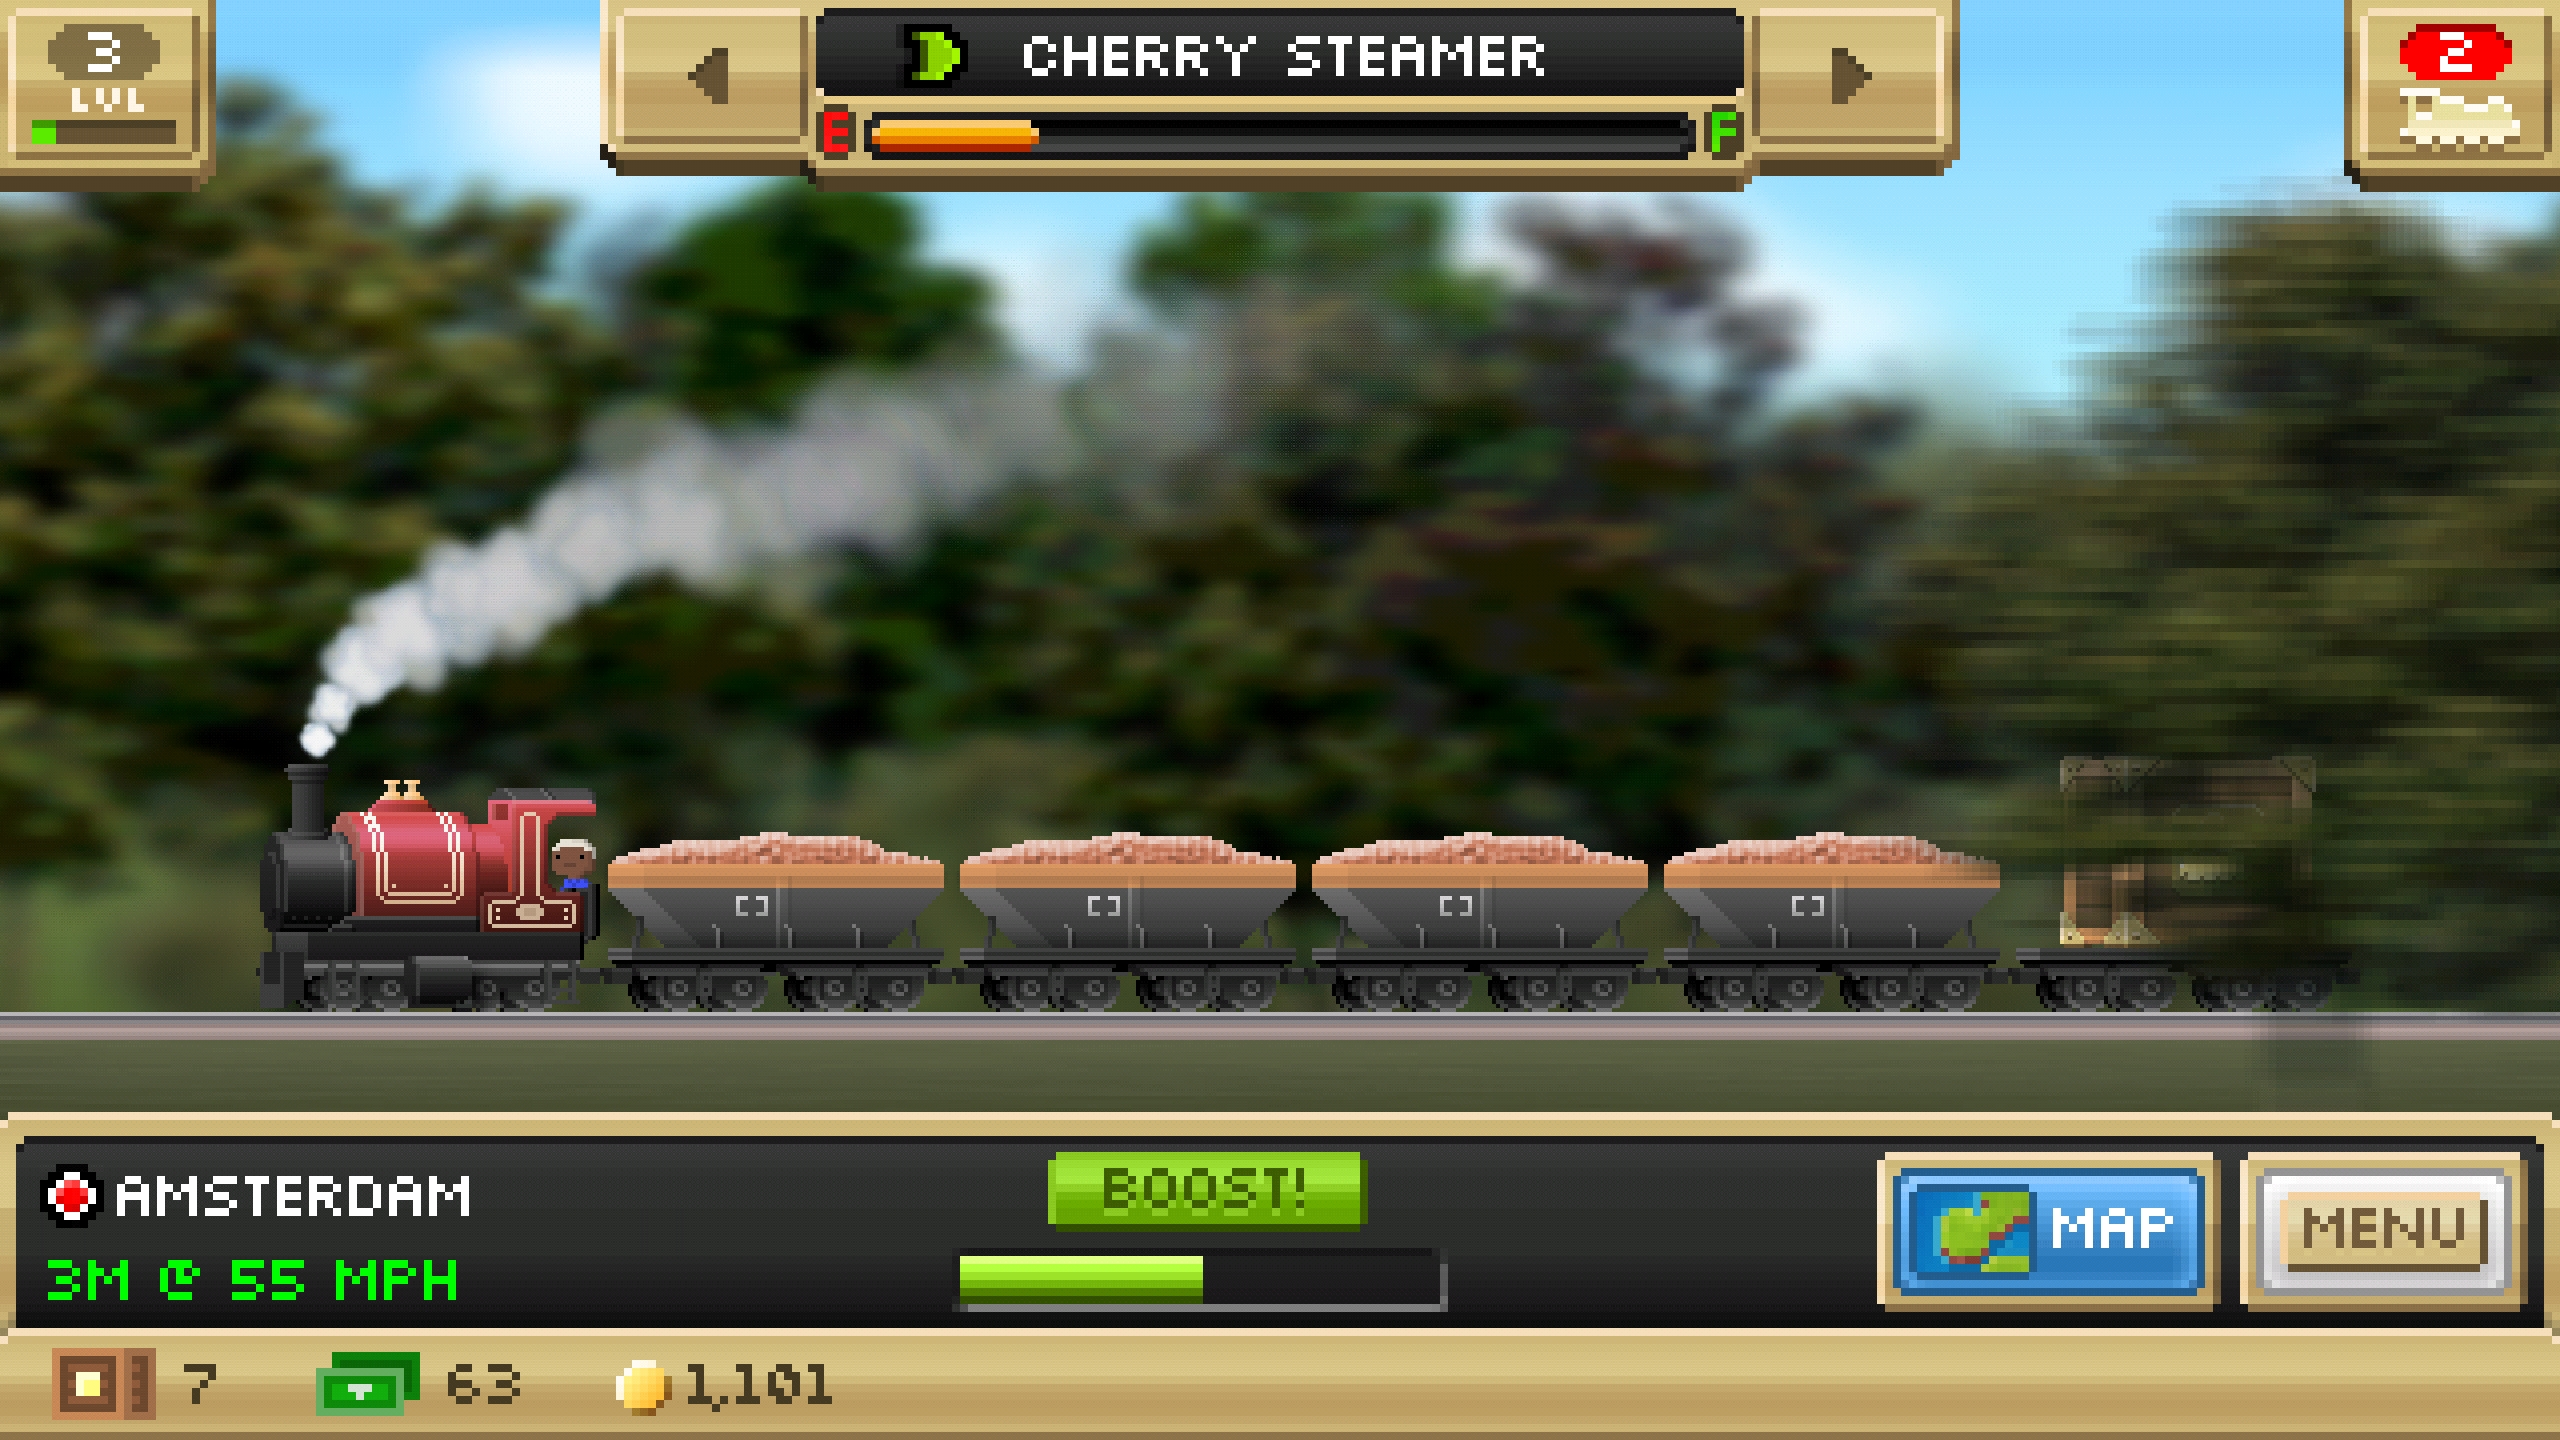 3
LVL
CHERRY STEAMER
E F
2
AMSTERDAM
3M @ 55 MPH
BOOST!
MAP
MENU
7 63 1,101